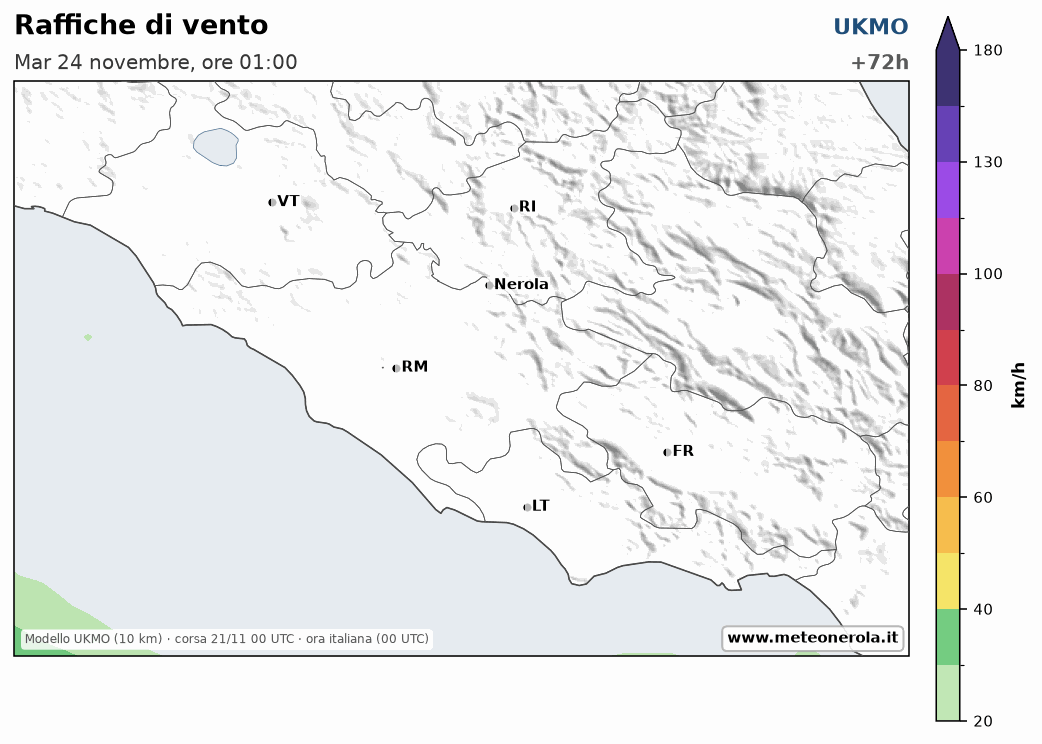 Raffiche di vento
UKMO
Mar 24 novembre, ore 01:00
+72h
180
130
100
80
60
40
20
km/h
VT
RI
Nerola
RM
FR
LT
Modello UKMO (10 km) · corsa 21/11 00 UTC · ora italiana (00 UTC)
www.meteonerola.it